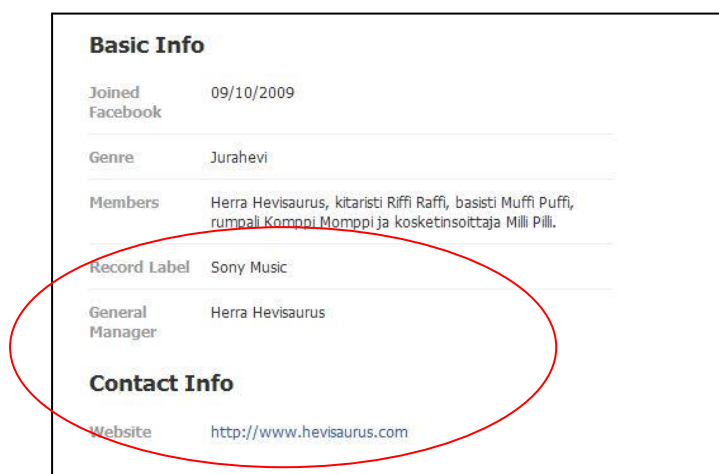 Basic Info
Joined Facebook 09/10/2009
Genre Jurahevi
Members Herra Hevisaurus, kitaristi Riffi Raffi, basisti Muffi Puffi,
rumpali Komppi Momppi ja kosketinsoittaja Milli Pilli.
Record Label Sony Music
General Manager Herra Hevisaurus
Contact Info
Website http://www.hevisaurus.com